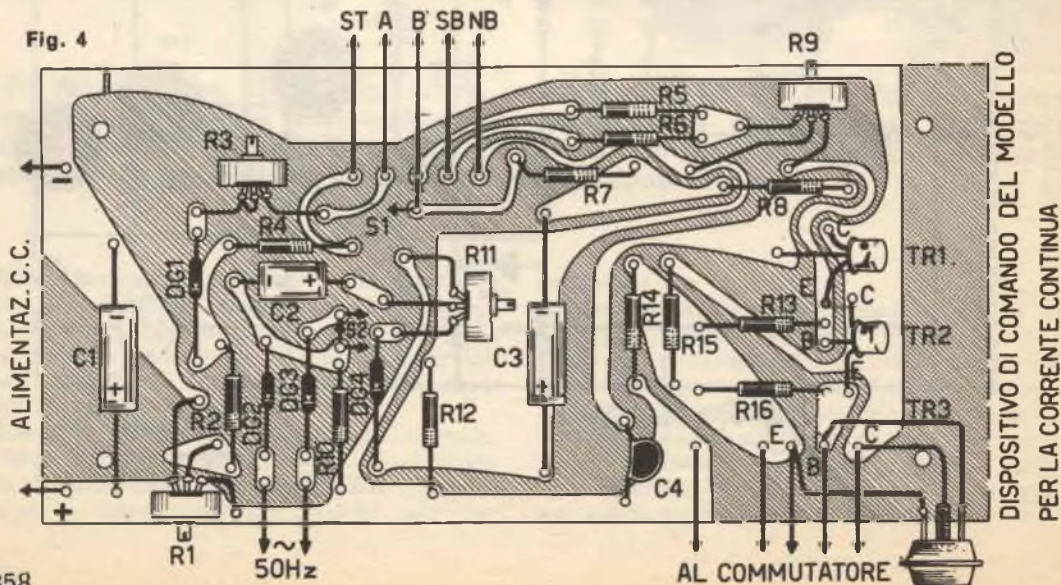 Fig. 4
ST A B SB NB
R9
R3
R5
R6
R7
R8
R4
S1
C
TR1
E
DG1
R11
C
C2
R14
R13
TR2
S2
R15
B
C1
C3
E
R2
DG2
DG3
DG4
R10
R12
R16
TR3
E
B
C
C4
R1
50Hz
AL COMMUTATORE
ALIMENTAZ. C.C.
- +
DISPOSITIVO DI COMANDO DEL MODELLO
PER LA CORRENTE CONTINUA